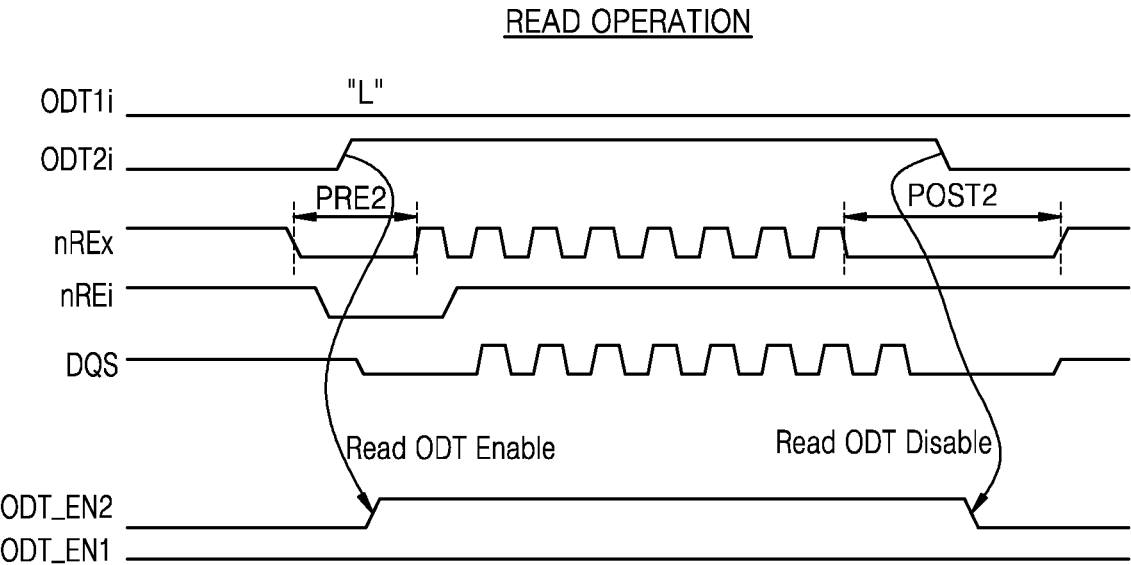 READ OPERATION
"L"
ODT1i
ODT2i
PRE2
POST2
nREx
nREi
DQS
Read ODT Enable
Read ODT Disable
ODT_EN2
ODT_EN1